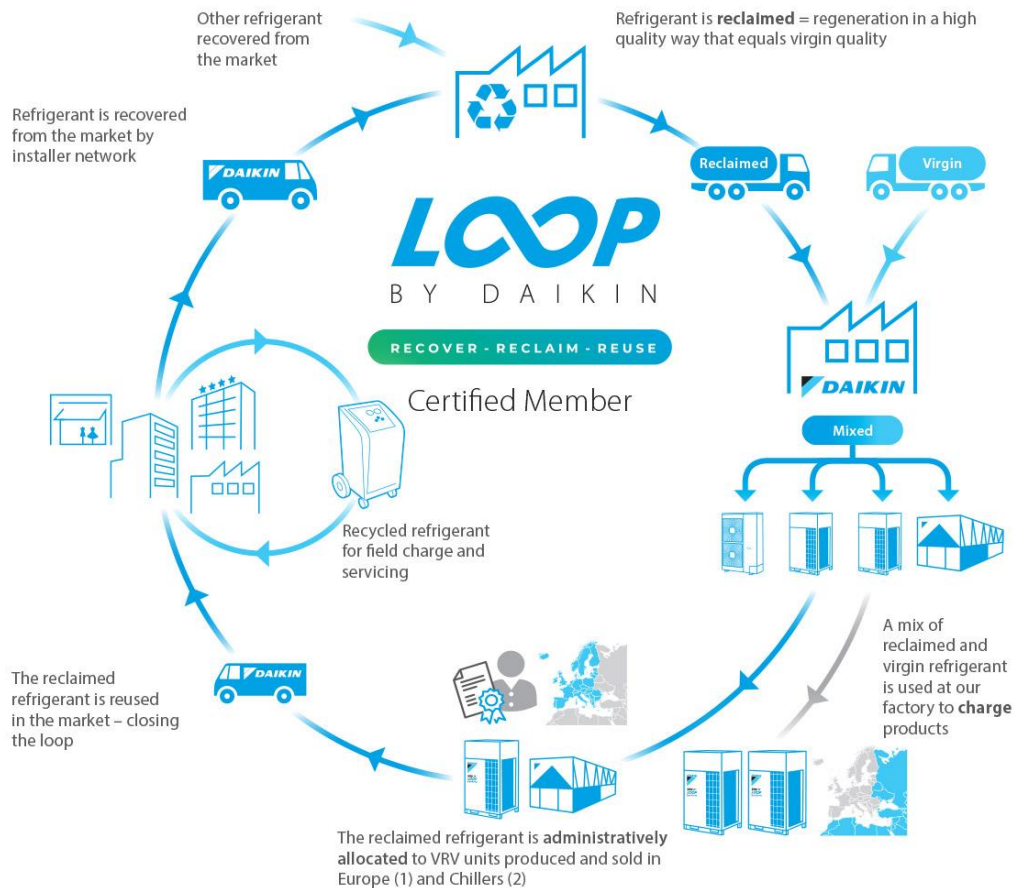 Other refrigerant
recovered from
the market
Refrigerant is reclaimed = regeneration in a high
quality way that equals virgin quality
Refrigerant is recovered
from the market by
installer network
DAIKIN
Reclaimed
Virgin
LOOP
BY DAIKIN
RECOVER - RECLAIM - REUSE
Certified Member
DAIKIN
Mixed
Recycled refrigerant
for field charge and
servicing
A mix of
reclaimed and
virgin refrigerant
is used at our
factory to charge
products
The reclaimed
refrigerant is reused
in the market – closing
the loop
DAIKIN
LOOP
LOOP
LOOP
The reclaimed refrigerant is administratively
allocated to VRV units produced and sold in
Europe (1) and Chillers (2)